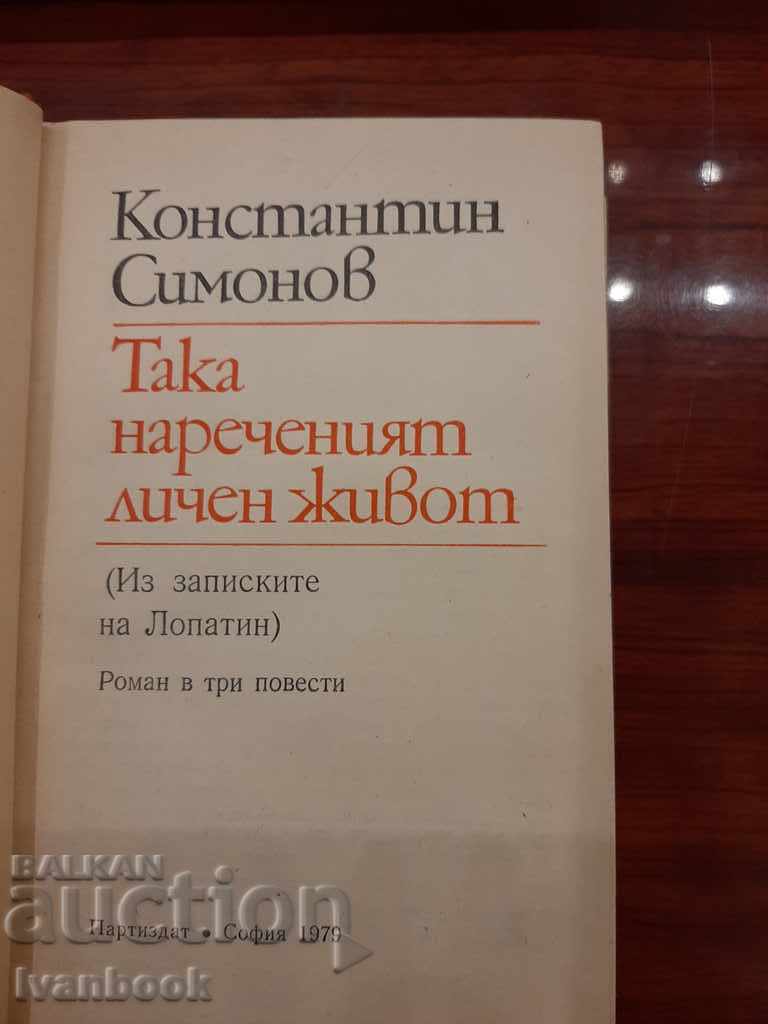 Константин
Симонов
Така
нареченият
личен живот
(Из записките
на Лопатин)
Роман в три повести
BALKAN
auction
Партиздат • София 1979
Ivanbook